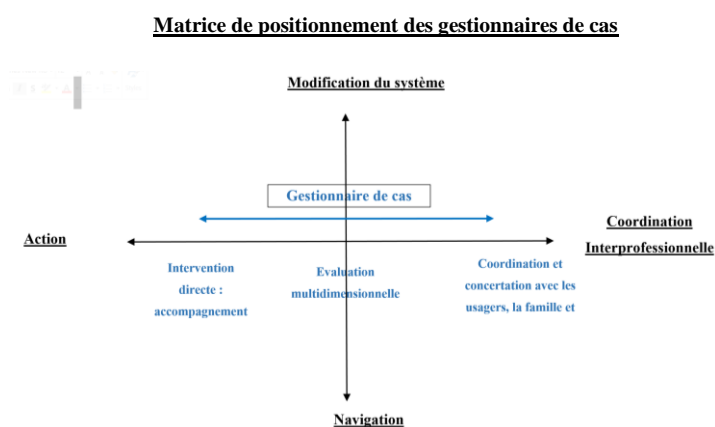 Matrice de positionnement des gestionnaires de cas
Modification du système
Gestionnaire de cas
Action
Coordination
Interprofessionnelle
Intervention
directe :
accompagnement
Evaluation
multidimensionnelle
Coordination et
concertation avec les
usagers, la famille et
Navigation